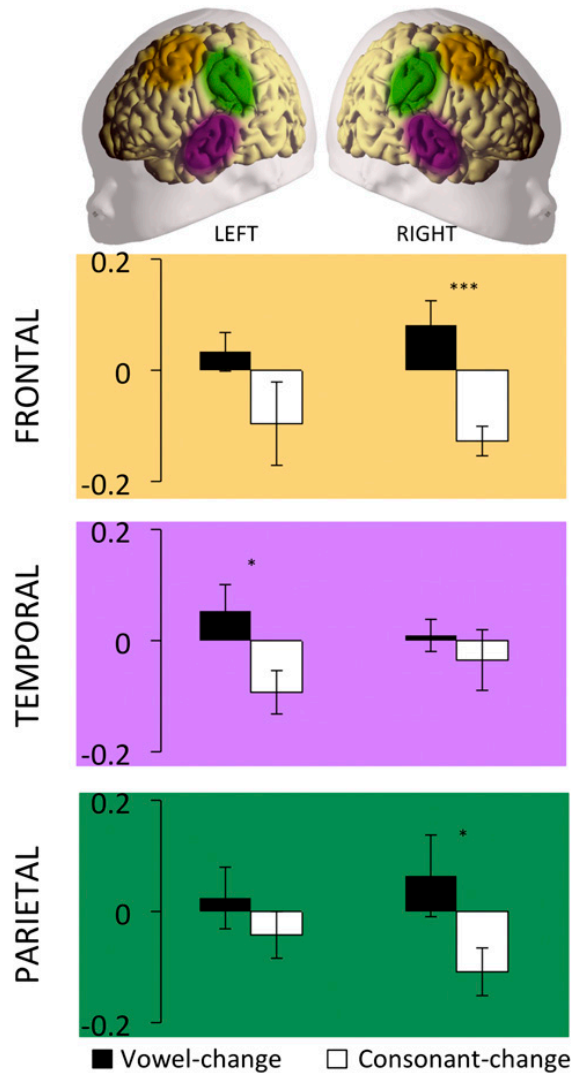 LEFT RIGHT
FRONTAL
0.2
***
0
-0.2
TEMPORAL
0.2
*
0
-0.2
PARIETAL
0.2
*
0
-0.2
Vowel-change Consonant-change